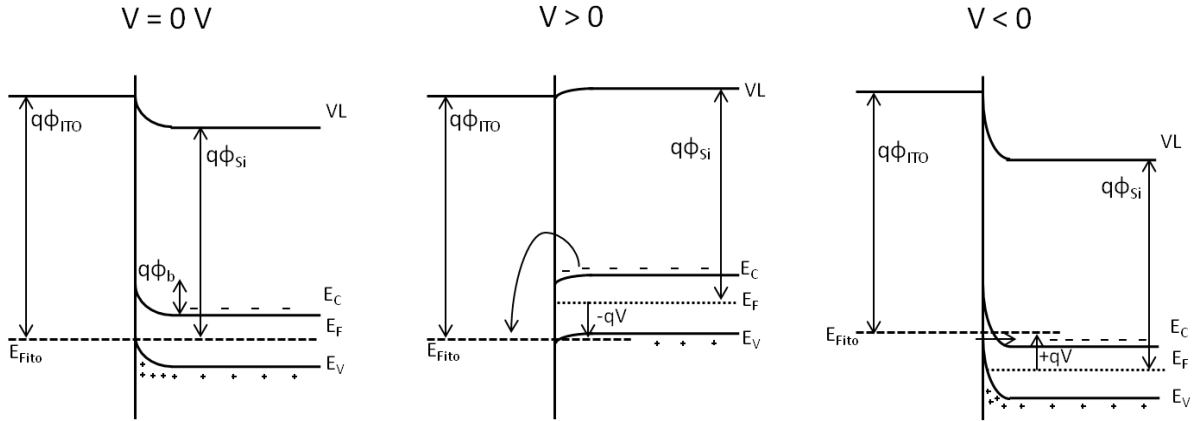 V = 0 V
V > 0
V < 0
VL
qϕITO
qϕSi
qϕb
EC
EF
EFito
EV
VL
qϕITO
qϕSi
EC
EF
-qV
EFito
EV
VL
qϕITO
qϕSi
EFito
EC
+qV
EF
EV